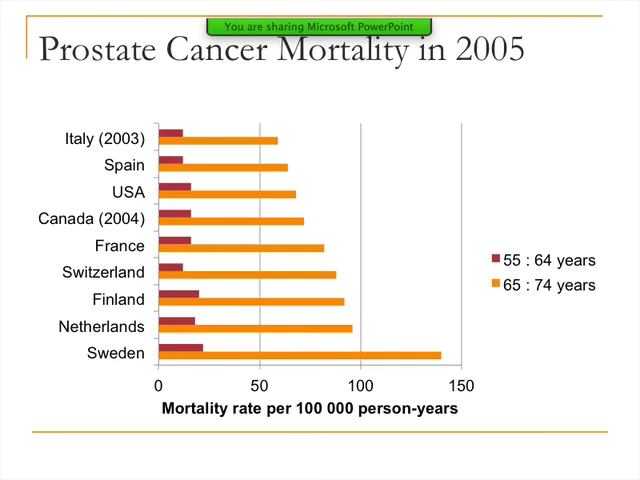 You are sharing Microsoft PowerPoint
Prostate Cancer Mortality in 2005
Italy (2003)
Spain
USA
Canada (2004)
France
Switzerland
Finland
Netherlands
Sweden
55 : 64 years
65 : 74 years
0 50 100 150
Mortality rate per 100 000 person-years